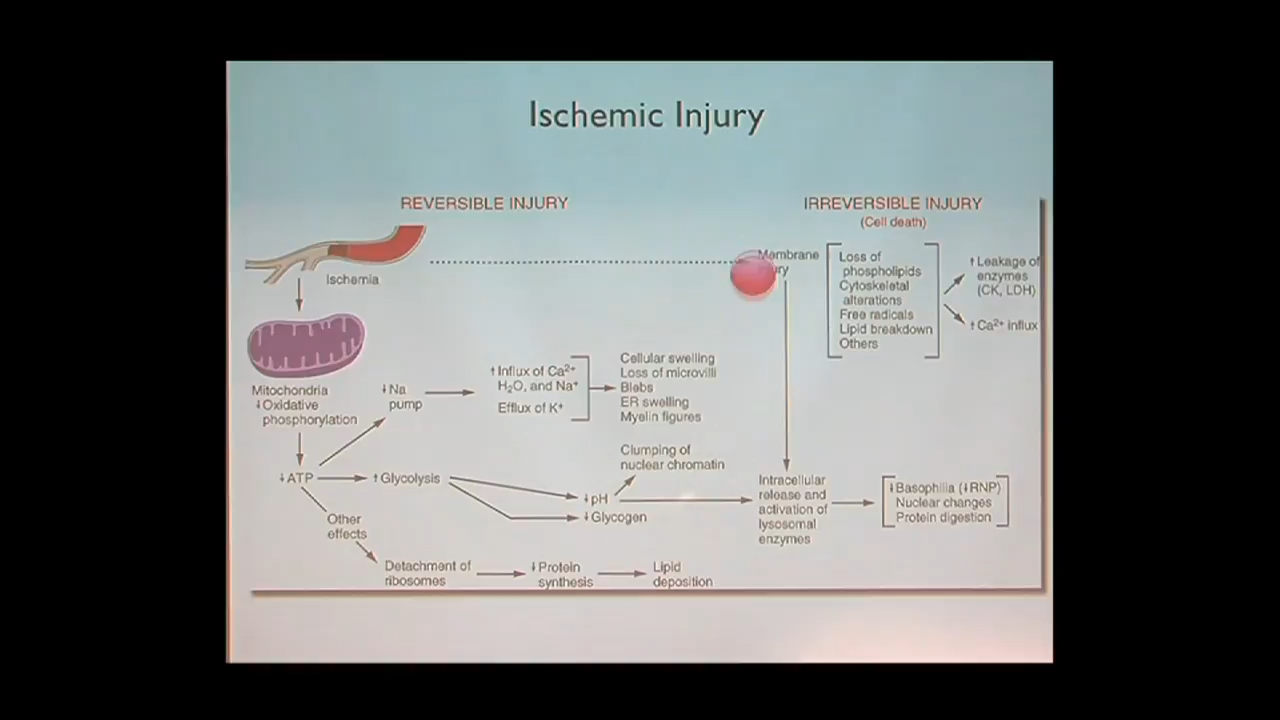 Ischemic Injury
REVERSIBLE INJURY
IRREVERSIBLE INJURY
(Cell death)
Ischemia
Membrane
Loss of
phospholipids
Cytoskeletal
alterations
Free radicals
Lipid breakdown
Others
↑ Leakage of
enzymes
(CK, LDH)
↑ Ca²⁺ influx
Mitochondria
↓ Oxidative
phosphorylation
↓ Na
pump
↑ Influx of Ca²⁺
H₂O, and Na⁺
Efflux of K⁺
Cellular swelling
Loss of microvilli
Blebs
ER swelling
Myelin figures
Clumping of
nuclear chromatin
↓ ATP
↑ Glycolysis
↓ pH
↓ Glycogen
Intracellular
release and
activation of
lysosomal
enzymes
↓ Basophilia (↓ RNP)
Nuclear changes
Protein digestion
Other
effects
Detachment of
ribosomes
↓ Protein
synthesis
Lipid
deposition